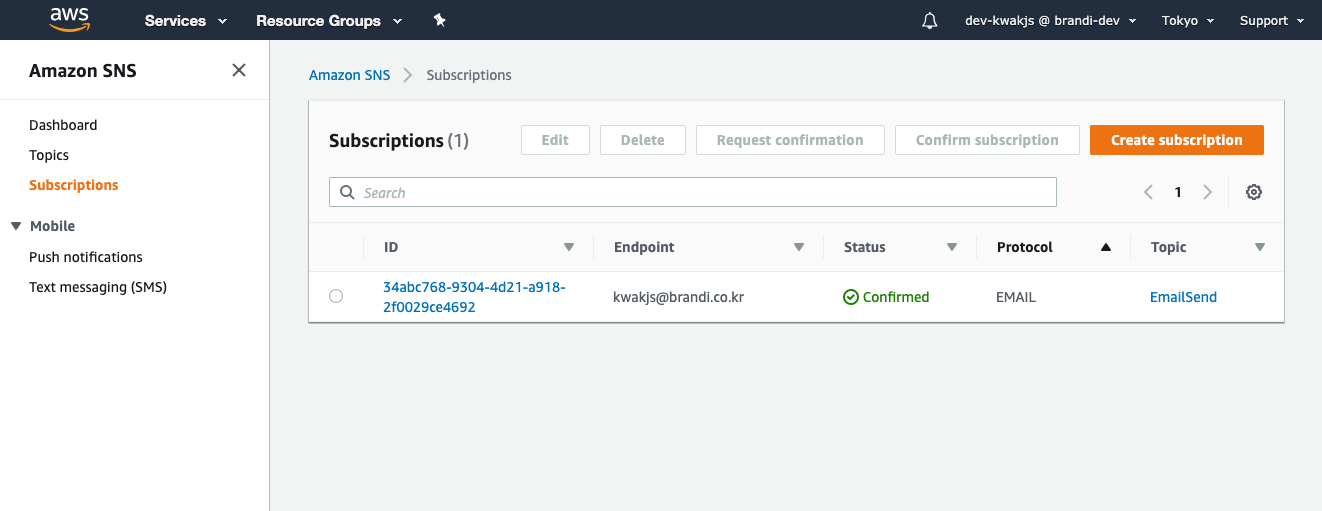 aws Services Resource Groups dev-kwakjs @ brandi-dev Tokyo Support
Amazon SNS
Dashboard
Topics
Subscriptions
Mobile
Push notifications
Text messaging (SMS)
Amazon SNS Subscriptions
Subscriptions (1) Edit Delete Request confirmation Confirm subscription Create subscription
Search 1
ID Endpoint Status Protocol Topic
34abc768-9304-4d21-a918- kwakjs@brandi.co.kr Confirmed EMAIL EmailSend
2f0029ce4692